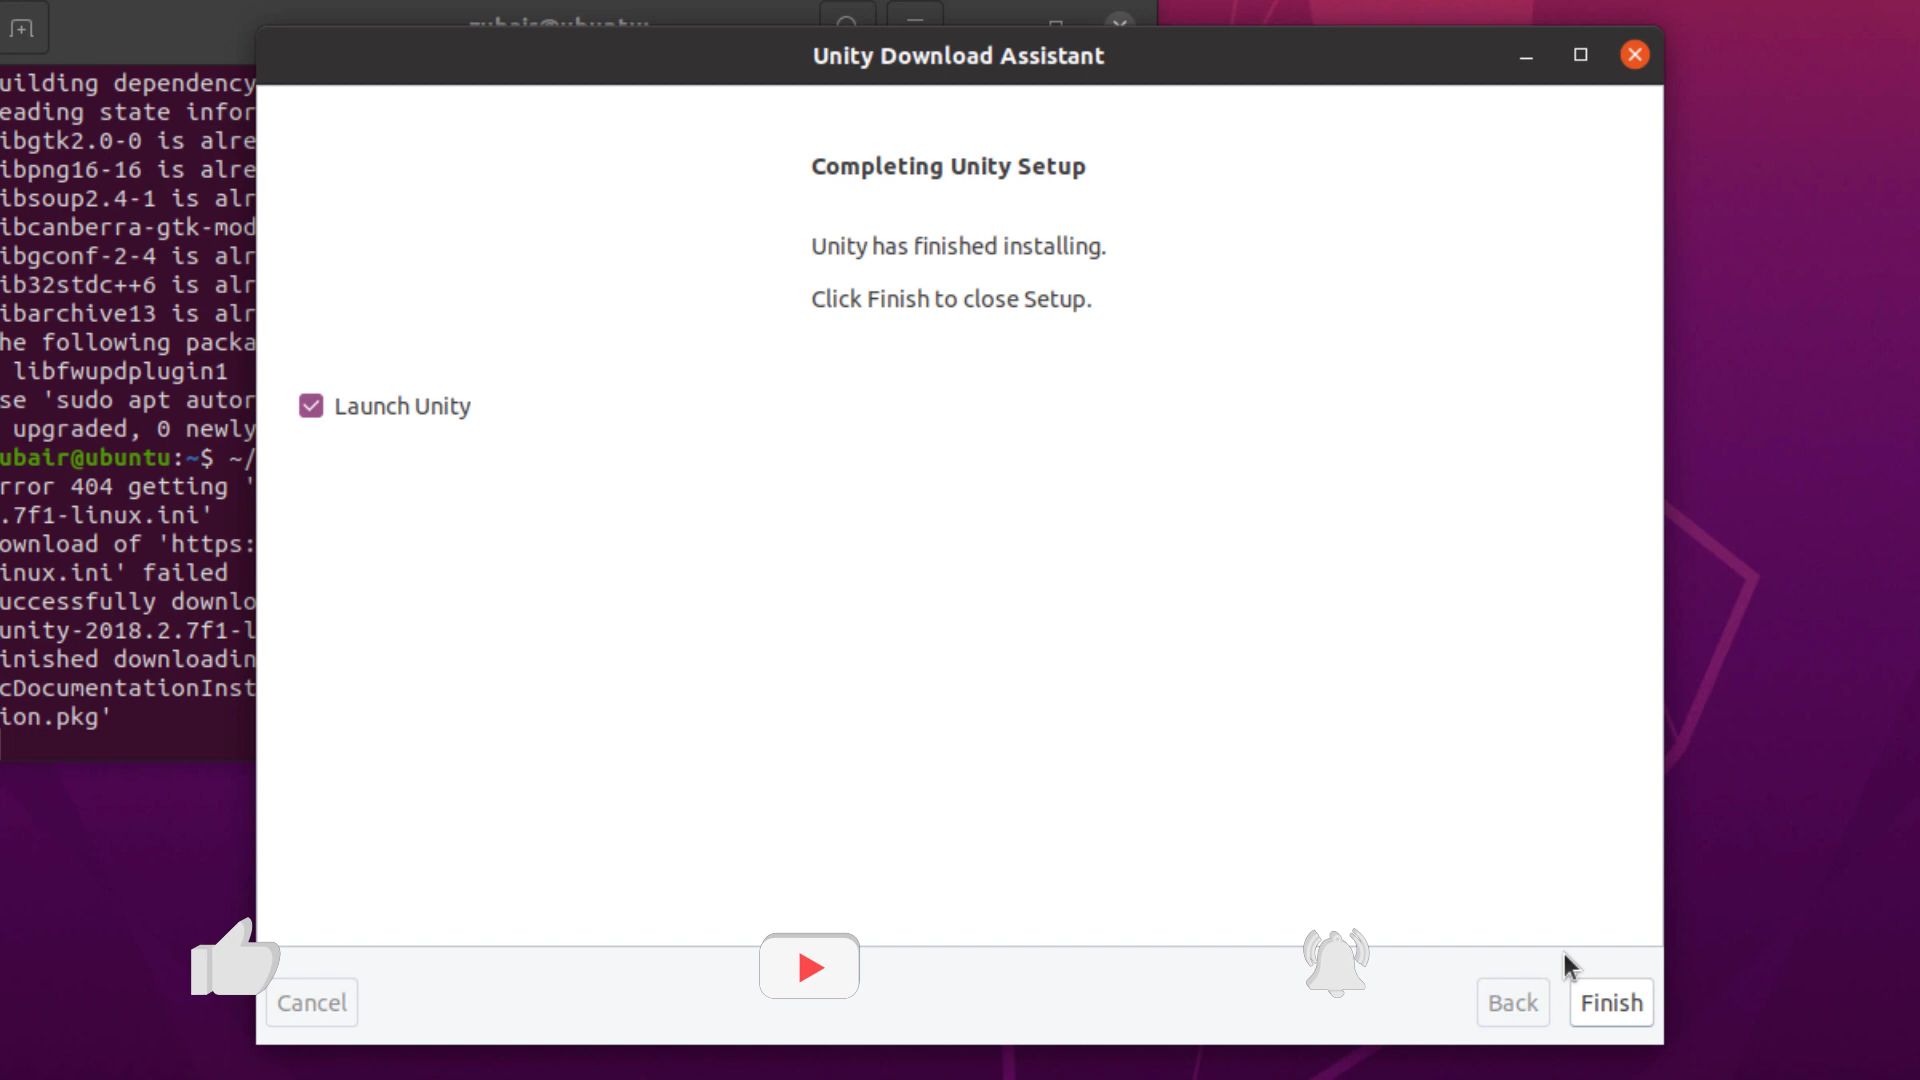 zubair@ubuntu:
Unity Download Assistant
uilding dependency
eading state infor
ibgtk2.0-0 is alre
ibpng16-16 is alre
ibsoup2.4-1 is alr
ibcanberra-gtk-mod
ibgconf-2-4 is alr
ib32stdc++6 is alr
ibarchive13 is alr
he following packa
libfwupdplugin1
se 'sudo apt autor
upgraded, 0 newly
ubair@ubuntu:~$ ~/
rror 404 getting '
.7f1-linux.ini'
ownload of 'https:
inux.ini' failed
uccessfully downlo
unity-2018.2.7f1-l
inished downloadin
cDocumentationInst
ion.pkg'
Completing Unity Setup
Unity has finished installing.
Click Finish to close Setup.
Launch Unity
Cancel
Back
Finish